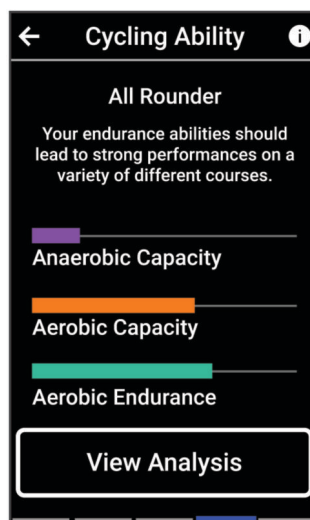 Cycling Ability
i
All Rounder
Your endurance abilities should
lead to strong performances on a
variety of different courses.
Anaerobic Capacity
Aerobic Capacity
Aerobic Endurance
View Analysis